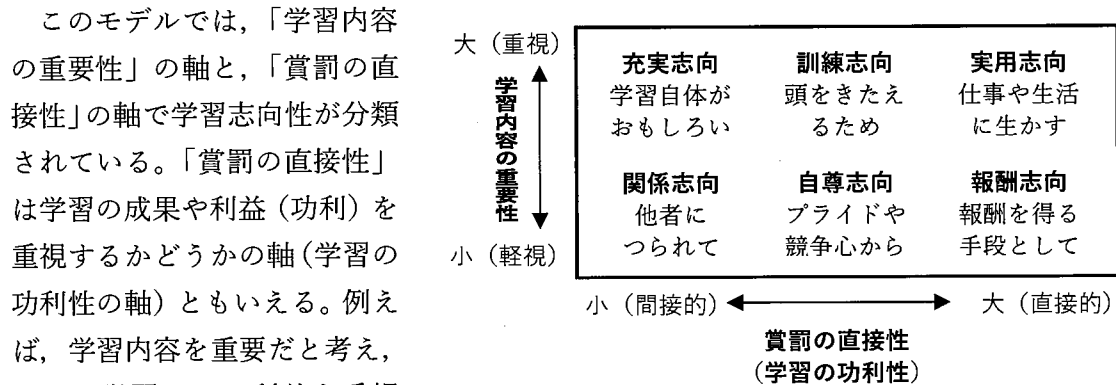 このモデルでは，「学習内容
の重要性」の軸と，「賞罰の直
接性」の軸で学習志向性が分類
されている。「賞罰の直接性」
は学習の成果や利益（功利）を
重視するかどうかの軸（学習の
功利性の軸）ともいえる。例え
ば，学習内容を重要だと考え，
大（重視）
学習内容の重要性
小（軽視）
充実志向
学習自体が
おもしろい
訓練志向
頭をきたえ
るため
実用志向
仕事や生活
に生かす
関係志向
他者に
つられて
自尊志向
プライドや
競争心から
報酬志向
報酬を得る
手段として
小（間接的）
大（直接的）
賞罰の直接性
（学習の功利性）